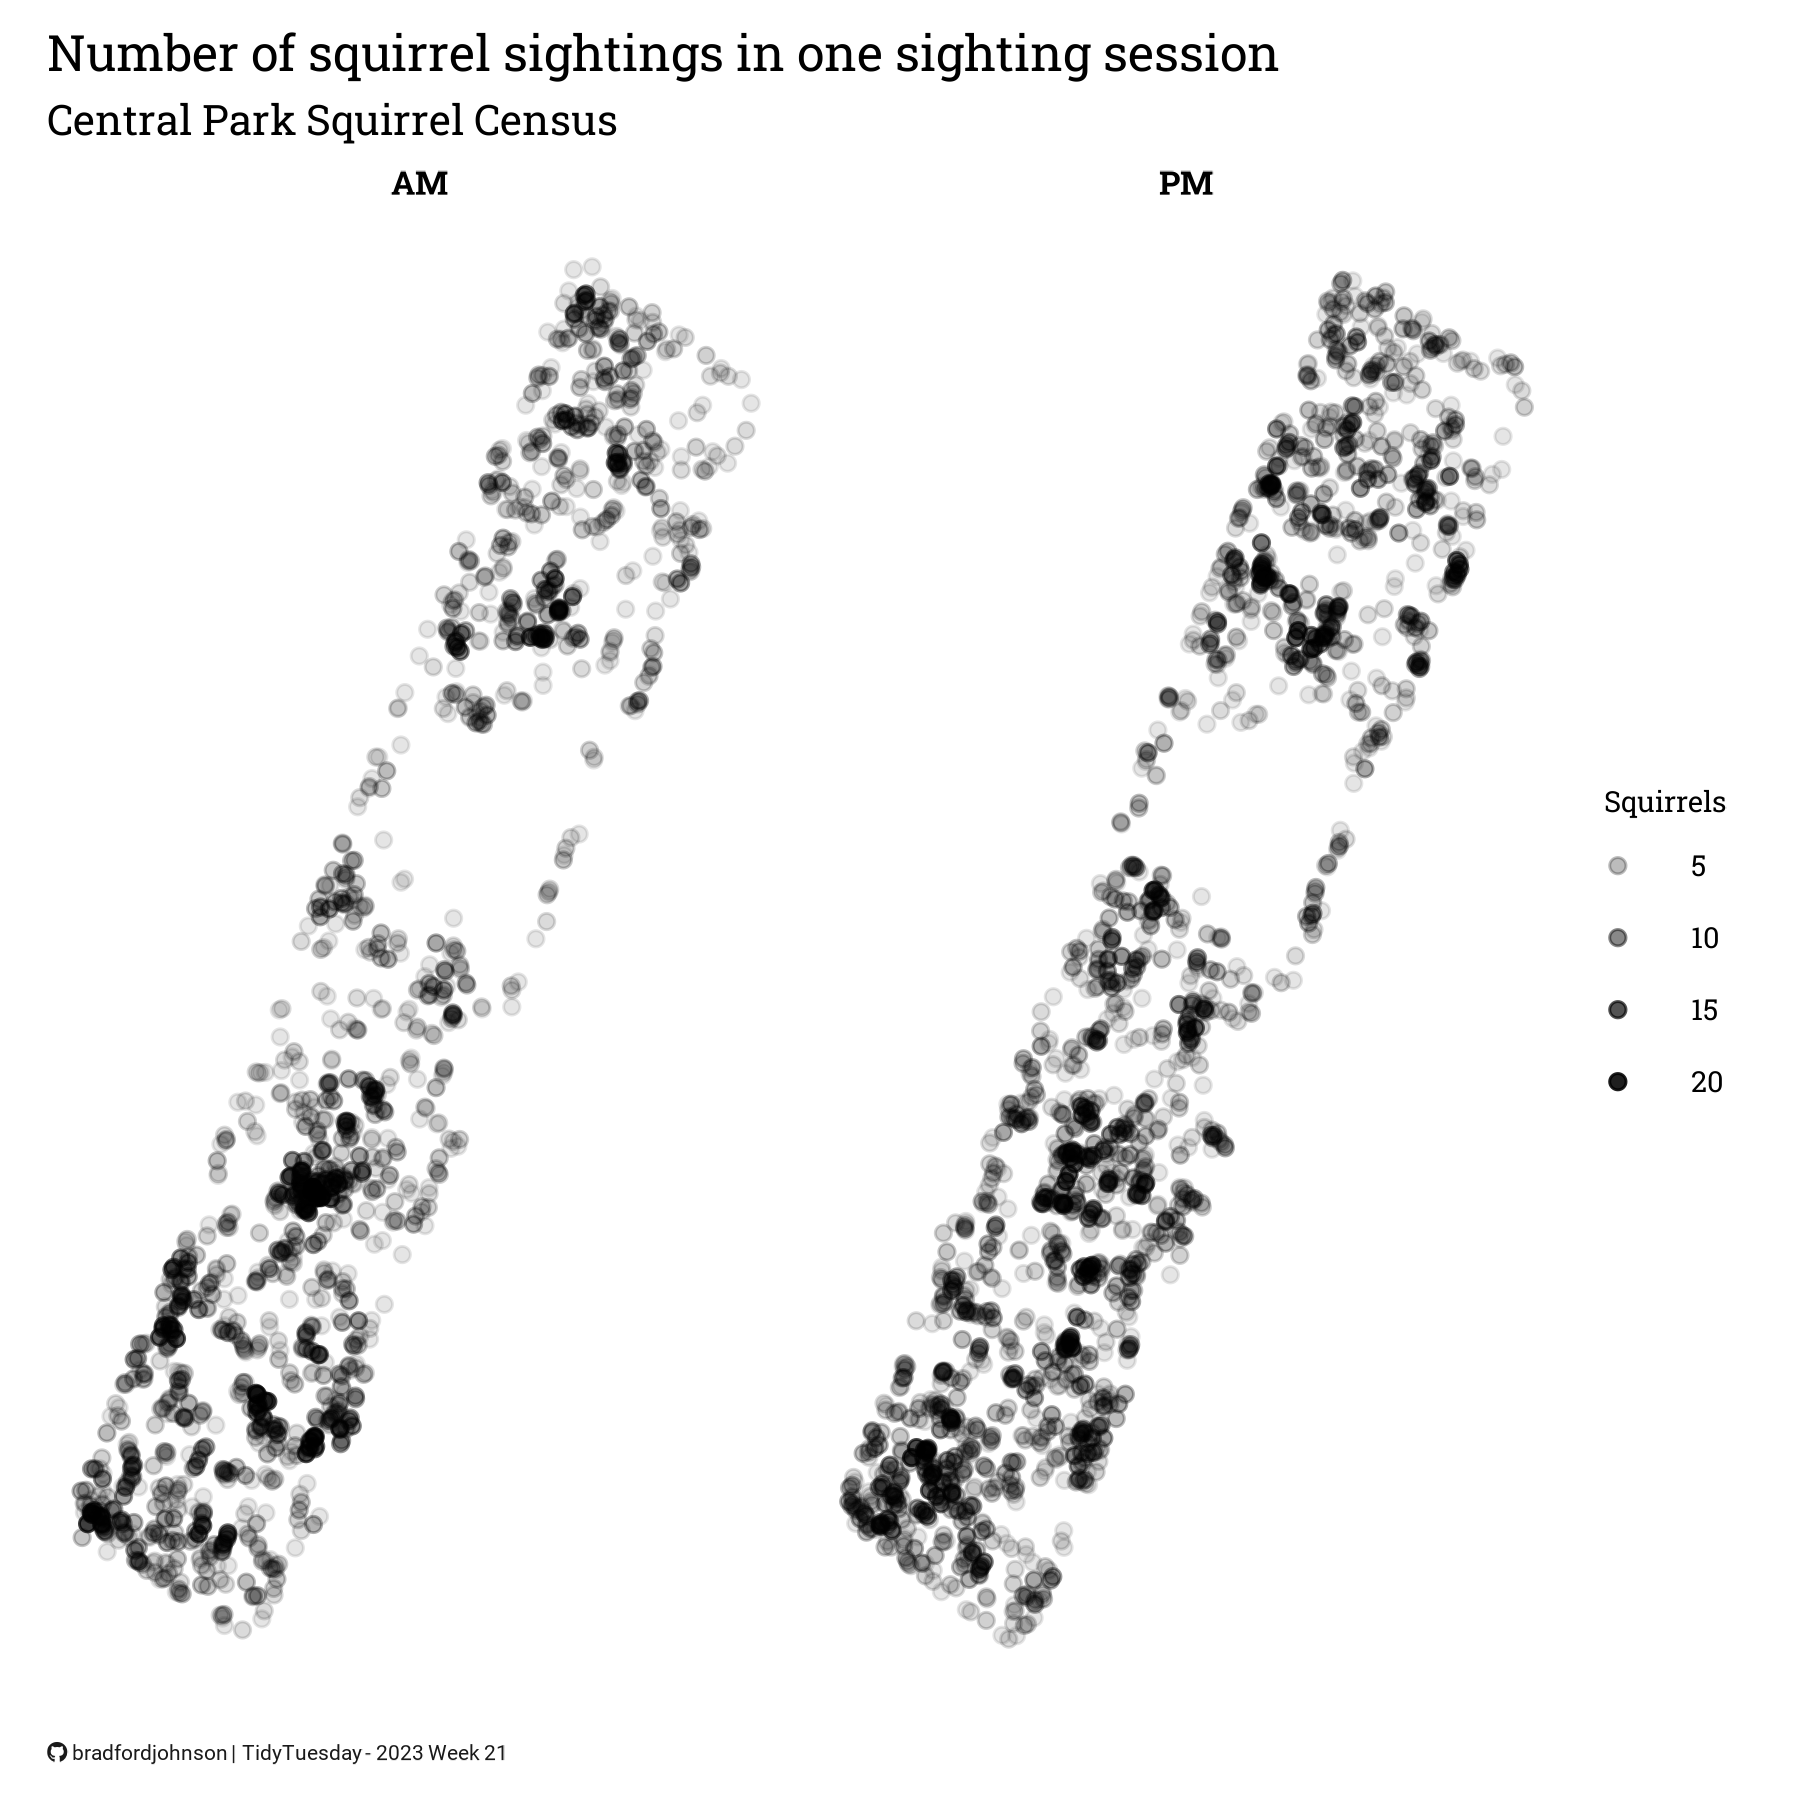 Number of squirrel sightings in one sighting session
Central Park Squirrel Census
AM
PM
Squirrels
5
10
15
20
bradfordjohnson | TidyTuesday - 2023 Week 21